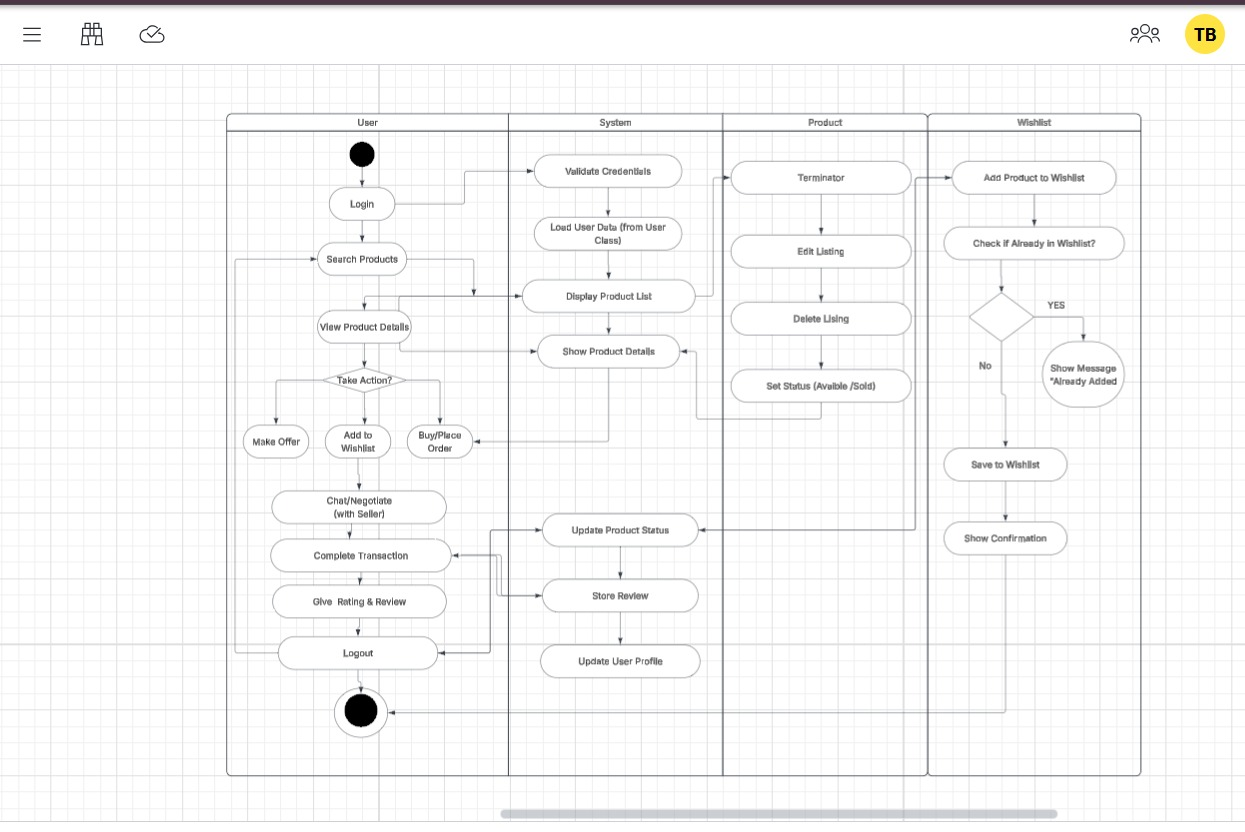 TB
User
System
Product
Wishlist
Login
Search Products
View Product Details
Take Action?
Make Offer
Add to
Wishlist
Buy/Place
Order
Chat/Negotiate
(with Seller)
Complete Transaction
Give Rating & Review
Logout
Validate Credentials
Load User Data (from User
Class)
Display Product List
Show Product Details
Update Product Status
Store Review
Update User Profile
Terminator
Edit Listing
Delete Lising
Set Status (Avaible /Sold)
Add Product to Wishlist
Check if Already in Wishlist?
YES
No
Show Message
"Already Added
Save to Wishlist
Show Confirmation